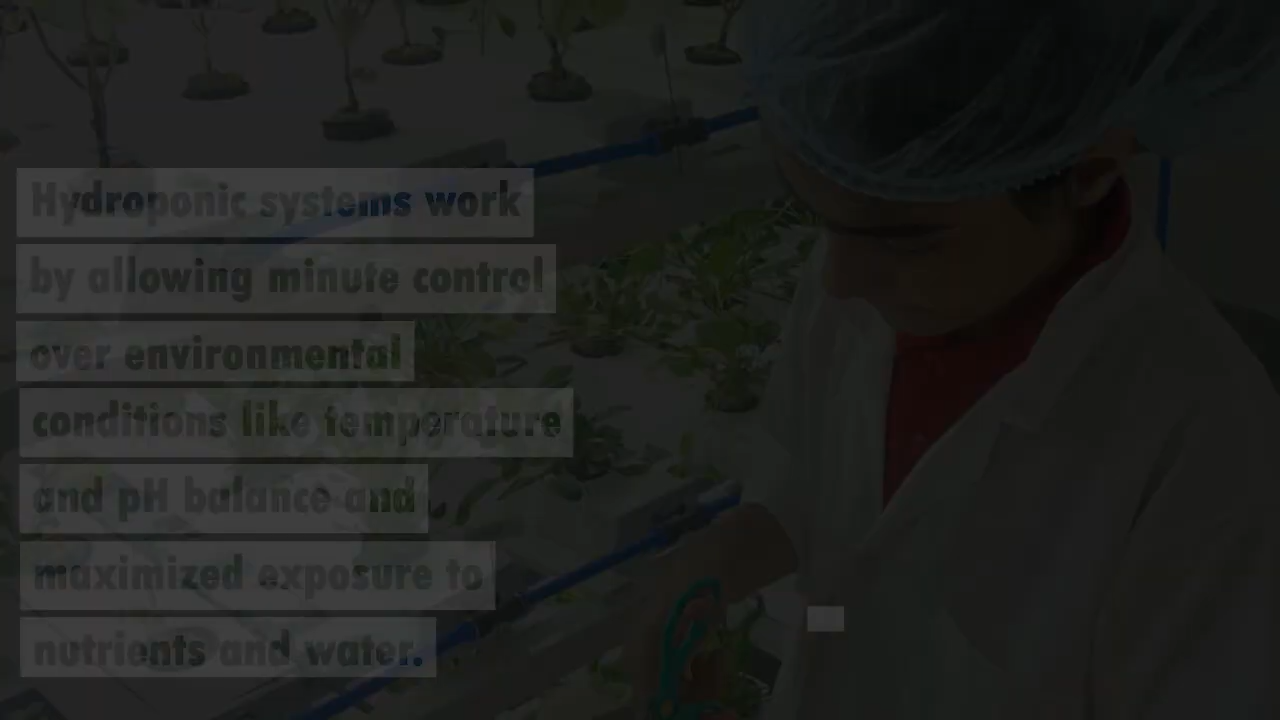 Hydroponic systems work
by allowing minute control
over environmental
conditions like temperature
and pH balance and
maximized exposure to
nutrients and water.